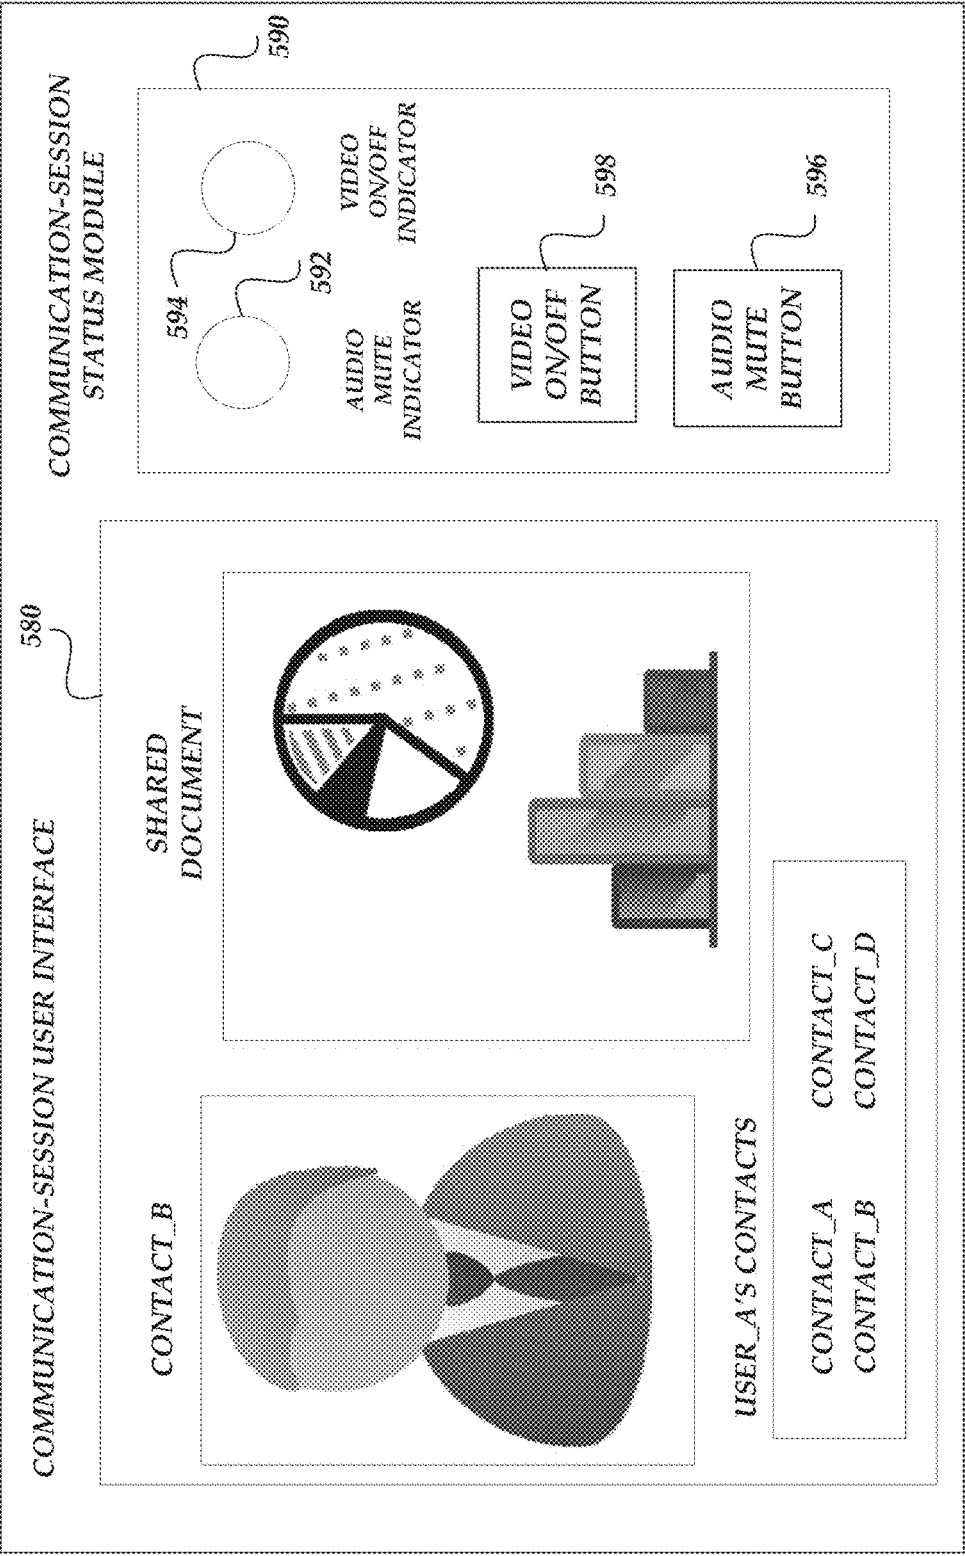 COMMUNICATION-SESSION USER INTERFACE
580
CONTACT_B
SHARED
DOCUMENT
USER_A'S CONTACTS
CONTACT_A
CONTACT_C
CONTACT_B
CONTACT_D
COMMUNICATION-SESSION
STATUS MODULE
590
594
592
AUDIO
MUTE
INDICATOR
VIDEO
ON/OFF
INDICATOR
VIDEO
ON/OFF
BUTTON
598
AUDIO
MUTE
BUTTON
596